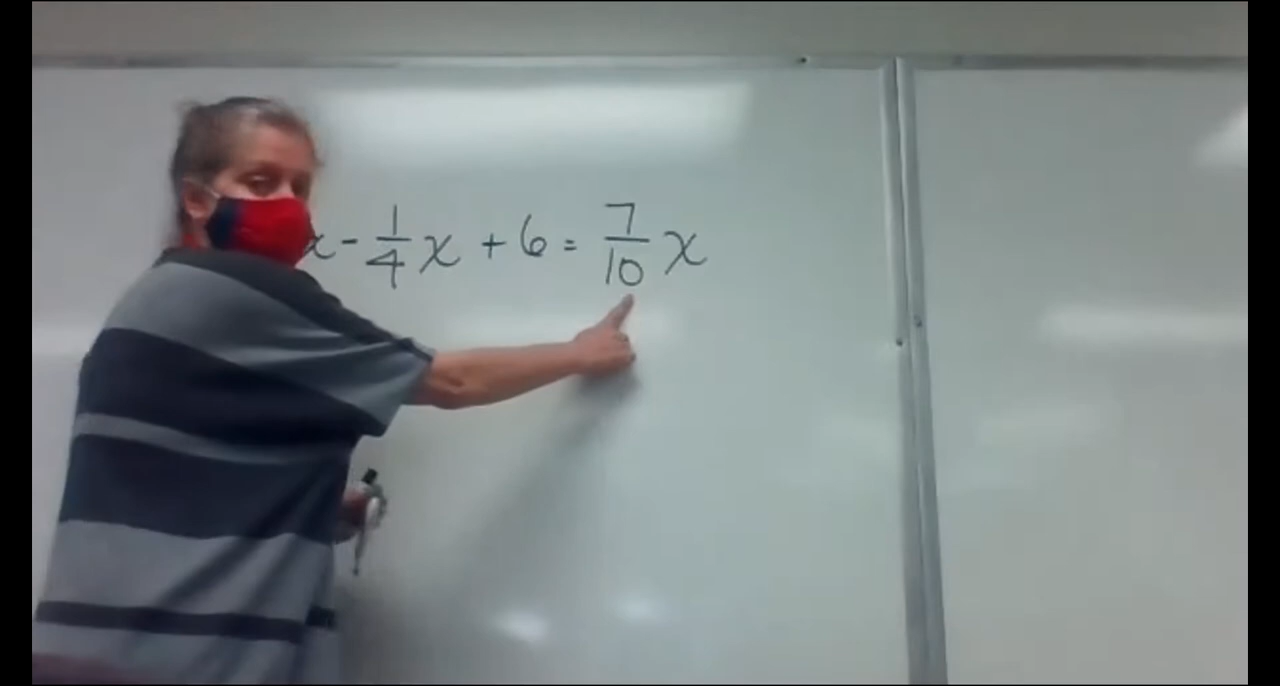 x - 1/4 x + 6 = 7/10 x